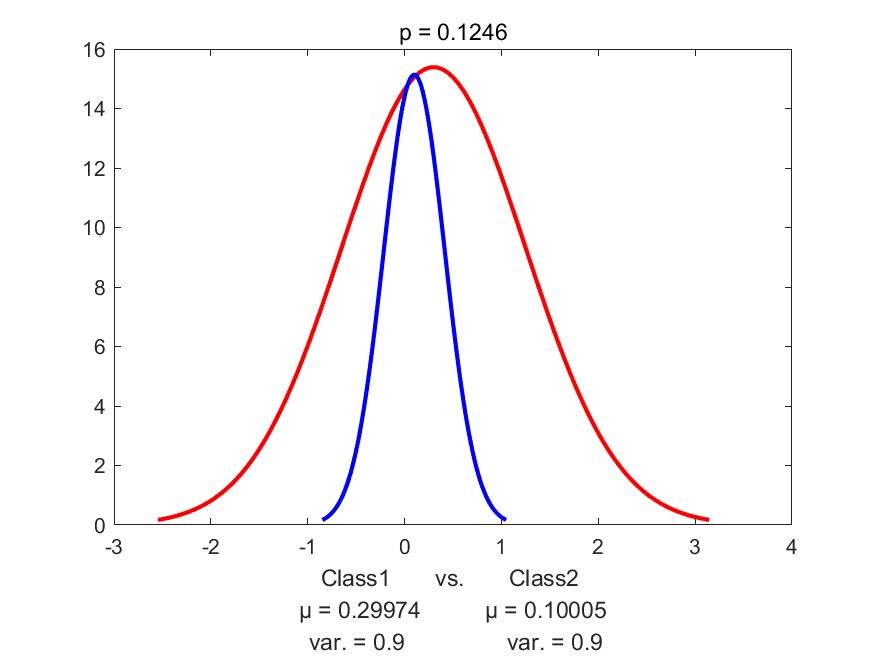 p = 0.1246
16
14
12
10
8
6
4
2
0
-3 -2 -1 0 1 2 3 4
Class1 vs. Class2
μ = 0.29974 μ = 0.10005
var. = 0.9 var. = 0.9